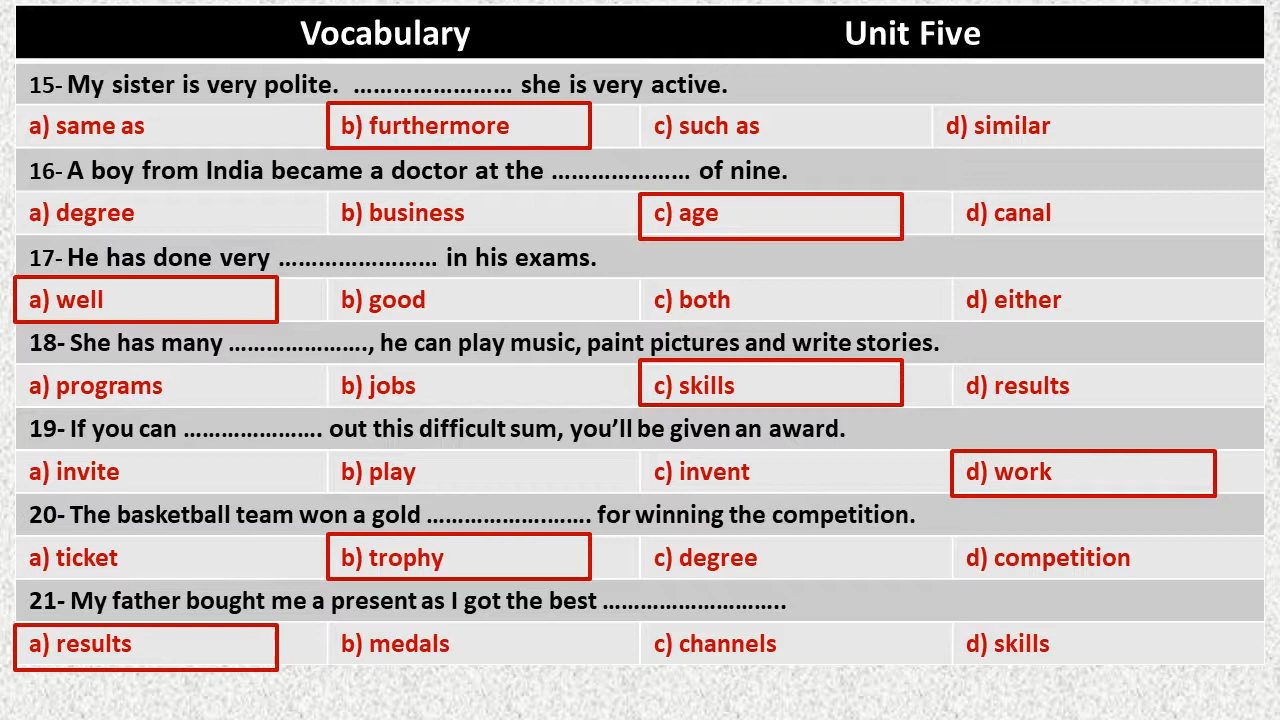 Vocabulary Unit Five
15- My sister is very polite. …………………… she is very active.
a) same as b) furthermore c) such as d) similar
16- A boy from India became a doctor at the ………………… of nine.
a) degree b) business c) age d) canal
17- He has done very …………………… in his exams.
a) well b) good c) both d) either
18- She has many …………………., he can play music, paint pictures and write stories.
a) programs b) jobs c) skills d) results
19- If you can …………………. out this difficult sum, you’ll be given an award.
a) invite b) play c) invent d) work
20- The basketball team won a gold ……………….……. for winning the competition.
a) ticket b) trophy c) degree d) competition
21- My father bought me a present as I got the best ………………………..
a) results b) medals c) channels d) skills